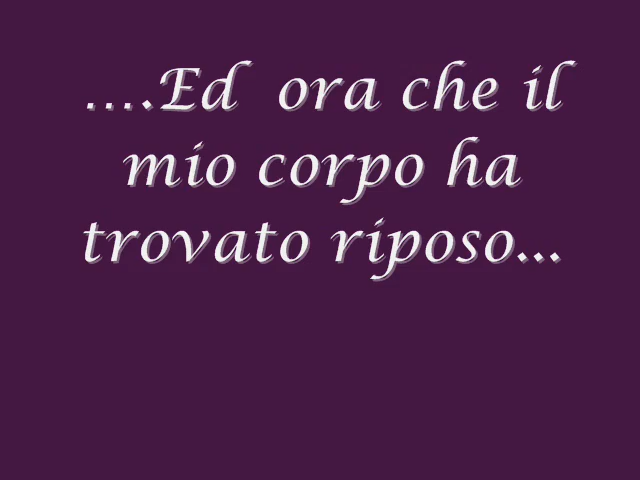 ....Ed ora che il
mio corpo ha
trovato riposo...